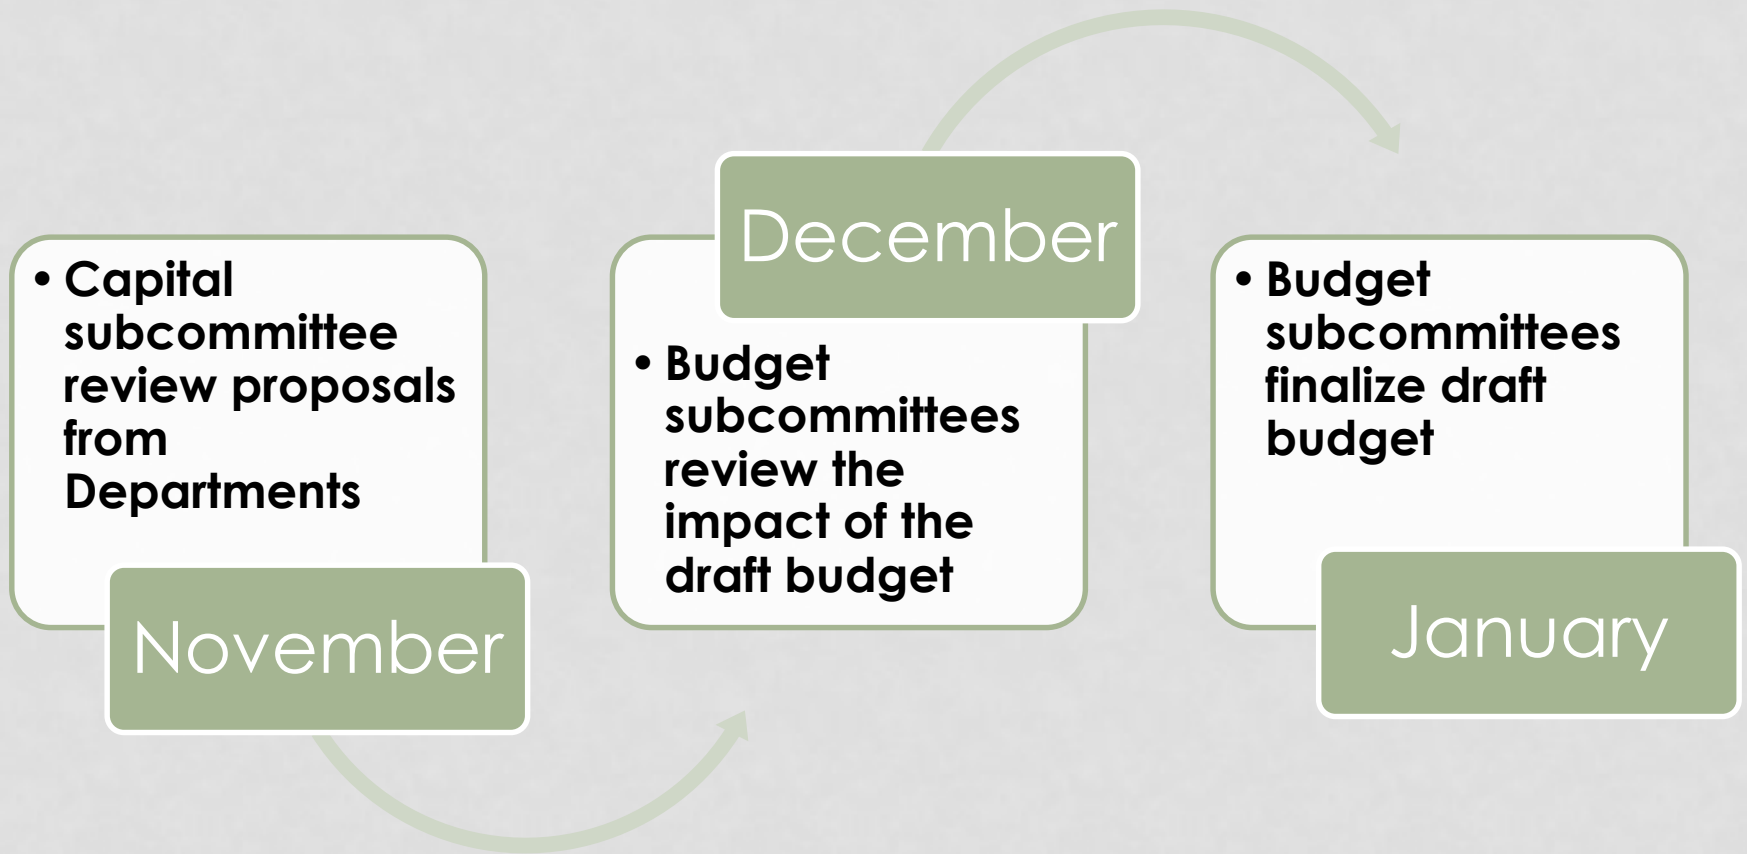 • Capital
subcommittee
review proposals
from
Departments
November
December
• Budget
subcommittees
review the
impact of the
draft budget
• Budget
subcommittees
finalize draft
budget
January